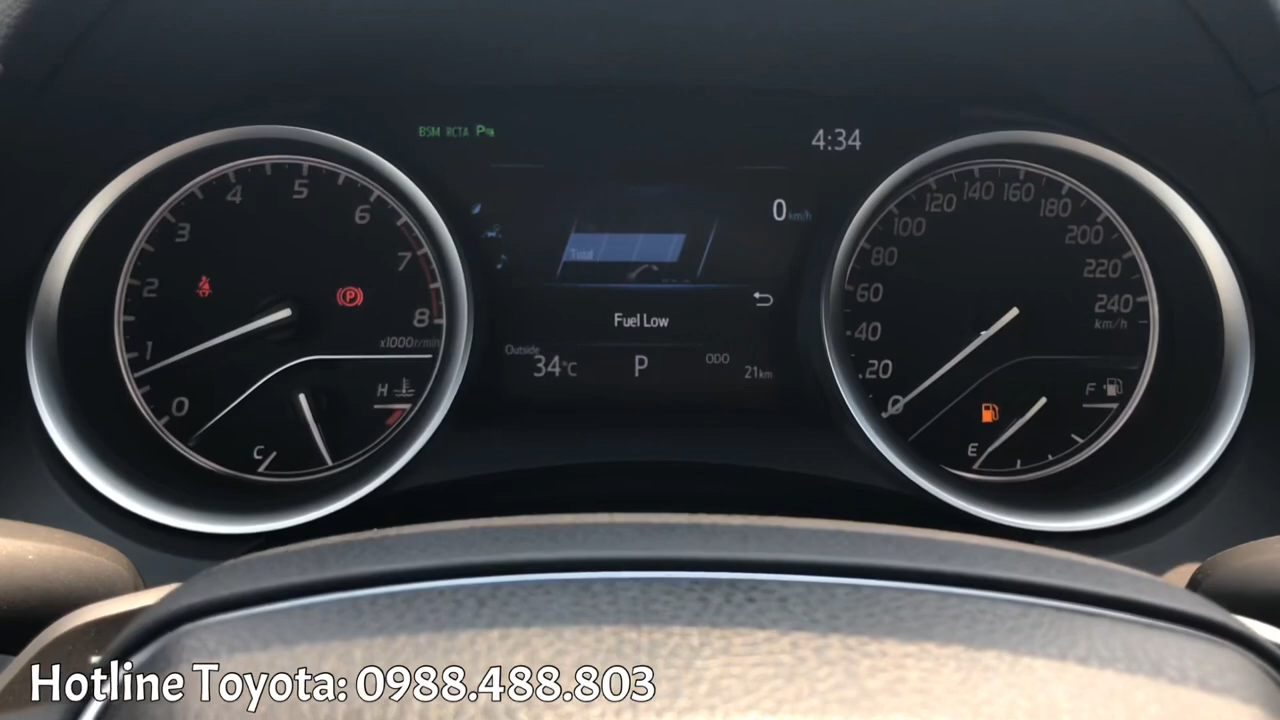 BSM RCTA P
4:34
0 km/h
Total
Fuel Low
Outside
34°C
P
ODO
21km
0
1
2
3
4
5
6
7
8
x1000r/min
H
C
0
20
40
60
80
100
120
140
160
180
200
220
240
km/h
F
E
(P)
Hotline Toyota: 0988.488.803